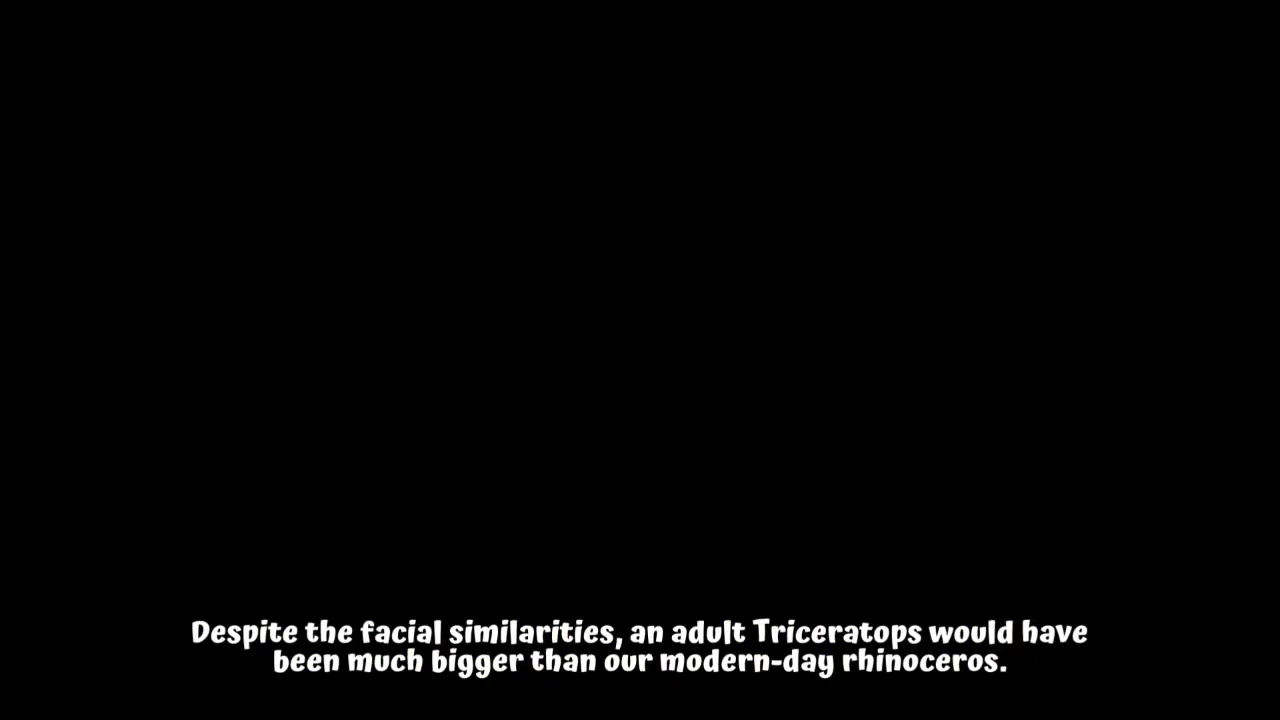 Despite the facial similarities, an adult Triceratops would have
been much bigger than our modern-day rhinoceros.